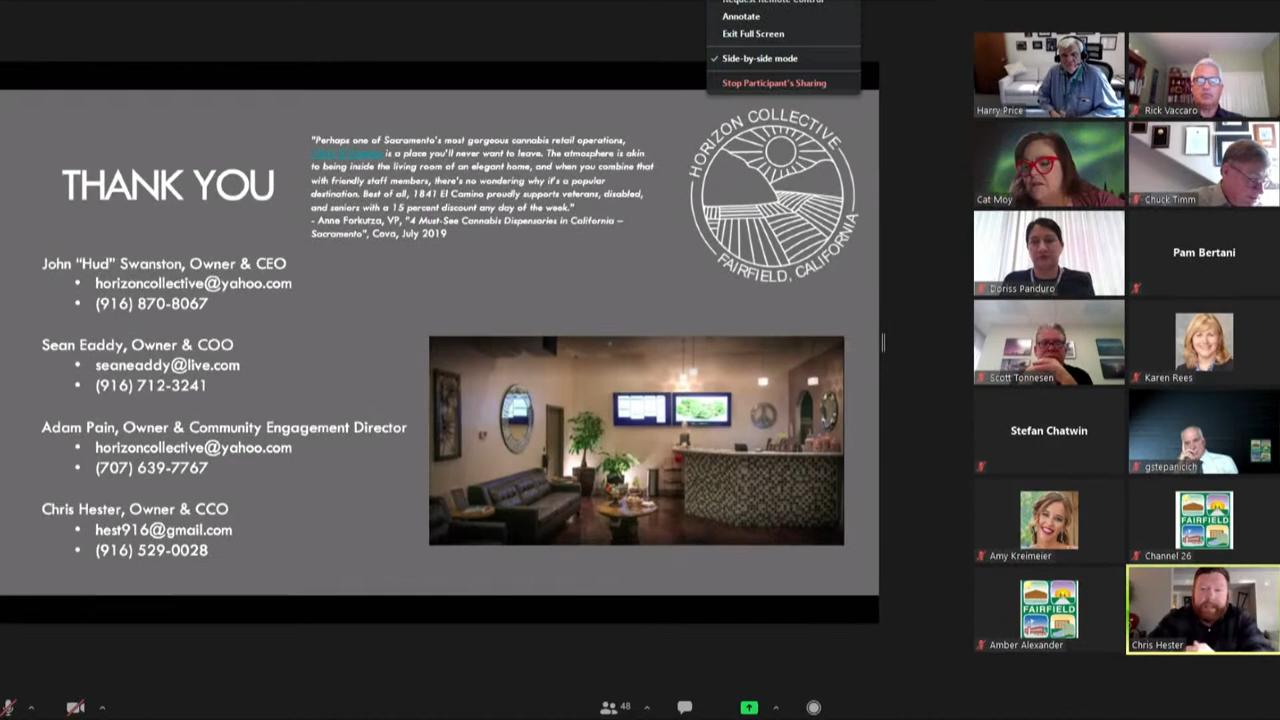 Annotate
Exit Full Screen
✓ Side-by-side mode
Stop Participant's Sharing
THANK YOU
"Perhaps one of Sacramento's most gorgeous cannabis retail operations,
is a place you'll never want to leave. The atmosphere is akin
to being inside the living room of an elegant home, and when you combine that
with friendly staff members, there's no wondering why it's a popular
destination. Best of all, 1841 El Camino proudly supports veterans, disabled,
and seniors with a 15 percent discount any day of the week."
- Anne Forkutza, VP, "4 Must-See Cannabis Dispensaries in California –
Sacramento", Cova, July 2019
HORIZON COLLECTIVE
FAIRFIELD, CALIFORNIA
John "Hud" Swanston, Owner & CEO
• horizoncollective@yahoo.com
• (916) 870-8067
Sean Eaddy, Owner & COO
• seaneaddy@live.com
• (916) 712-3241
Adam Pain, Owner & Community Engagement Director
• horizoncollective@yahoo.com
• (707) 639-7767
Chris Hester, Owner & CCO
• hest916@gmail.com
• (916) 529-0028
Harry Price
Rick Vaccaro
Cat Moy
Chuck Timm
Doriss Panduro
Pam Bertani
Scott Tonnesen
Karen Rees
Stefan Chatwin
gstepanicich
Amy Kreimeier
FAIRFIELD
Channel 26
FAIRFIELD
Amber Alexander
Chris Hester
48